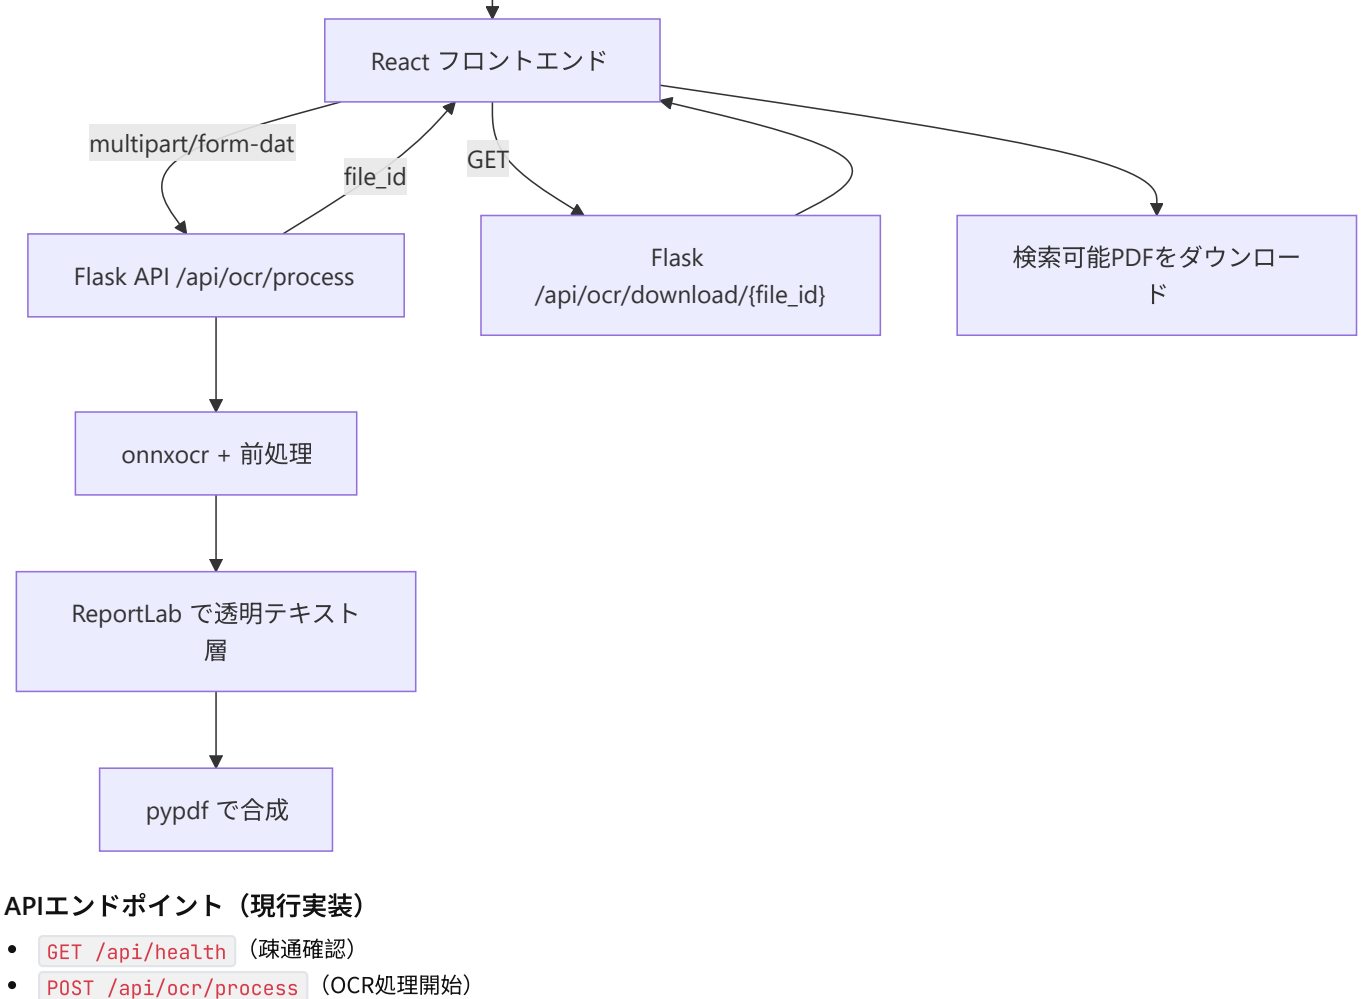 React フロントエンド
multipart/form-dat
file_id
GET
Flask API /api/ocr/process
Flask
/api/ocr/download/{file_id}
検索可能PDFをダウンロー
ド
onnxocr + 前処理
ReportLab で透明テキスト
層
pypdf で合成
APIエンドポイント（現行実装）
GET /api/health（疎通確認）
POST /api/ocr/process（OCR処理開始）